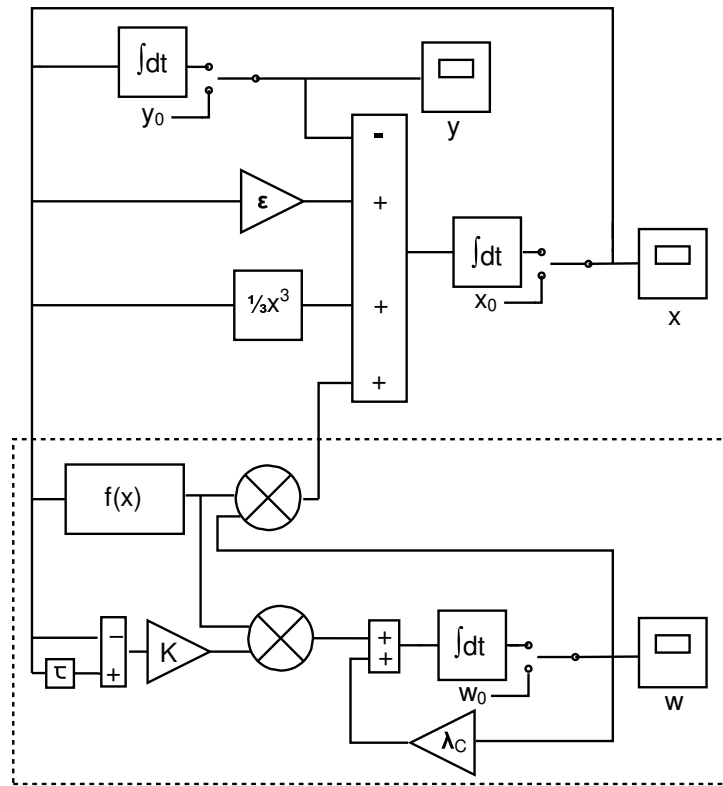 ∫dt
y₀
y
-
ε
+
∫dt
x₀
x
⅓x³
+
+
f(x)
−
+
τ
K
+
+
∫dt
w₀
w
λ_C